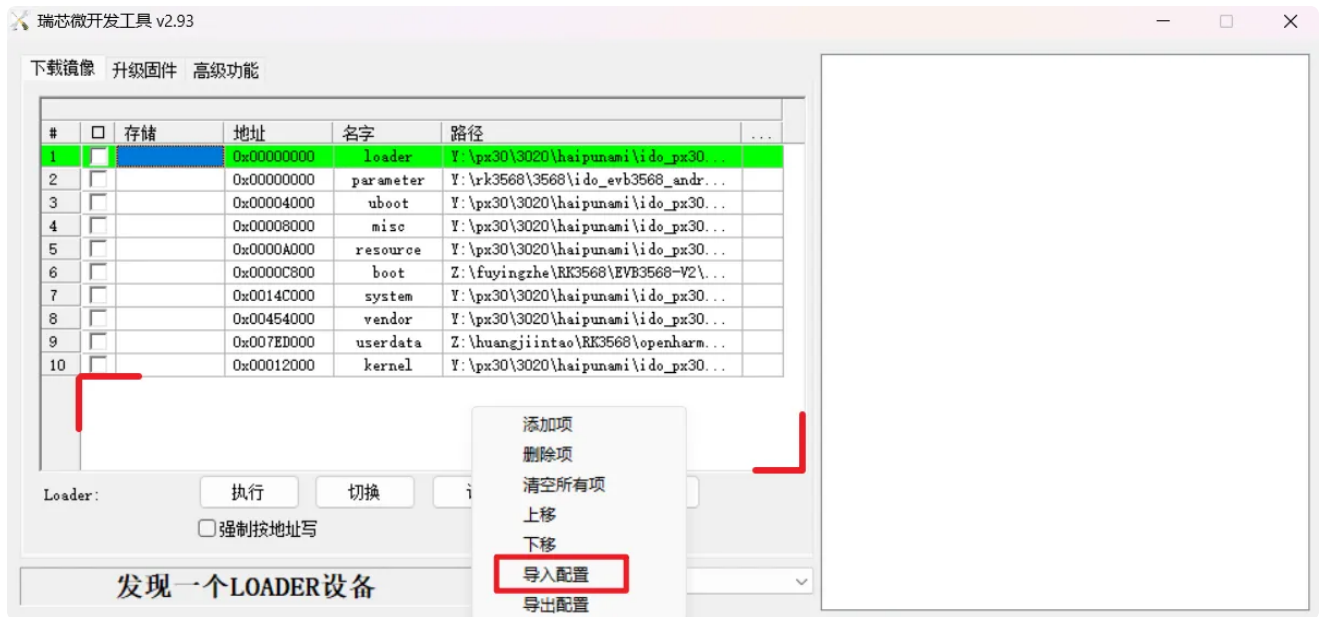 瑞芯微开发工具 v2.93
下载镜像 升级固件 高级功能
# 存储 地址 名字 路径 ...
1 0x00000000 loader Y:\px30\3020\haipunami\ido_px30...
2 0x00000000 parameter Y:\rk3568\3568\ido_evb3568_andr...
3 0x00004000 uboot Y:\px30\3020\haipunami\ido_px30...
4 0x00008000 misc Y:\px30\3020\haipunami\ido_px30...
5 0x0000A000 resource Y:\px30\3020\haipunami\ido_px30...
6 0x0000C800 boot Z:\fuyingzhe\RK3568\EVB3568-V2\...
7 0x0014C000 system Y:\px30\3020\haipunami\ido_px30...
8 0x00454000 vendor Y:\px30\3020\haipunami\ido_px30...
9 0x007ED000 userdata Z:\huangjiintao\RK3568\openharm...
10 0x00012000 kernel Y:\px30\3020\haipunami\ido_px30...
添加项
删除项
清空所有项
上移
下移
导入配置
导出配置
Loader: 执行 切换
强制按地址写
发现一个LOADER设备